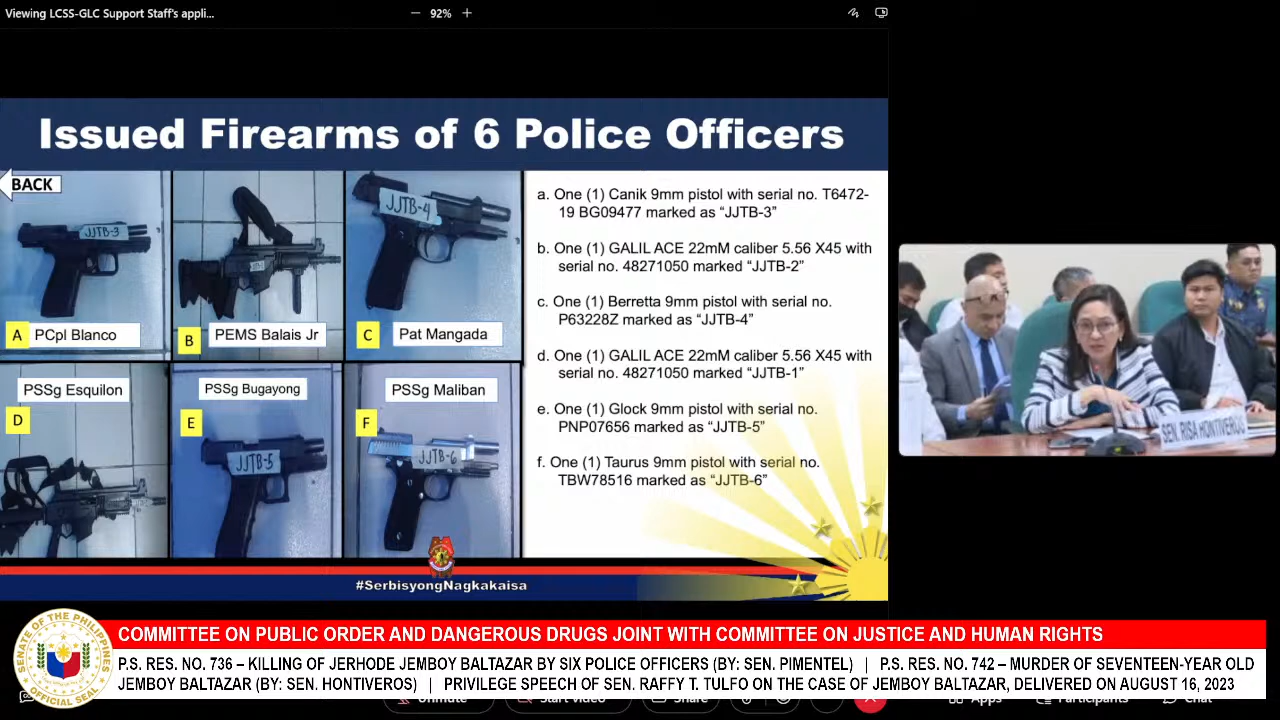 Viewing LCSS-GLC Support Staff's appli...
92%
Issued Firearms of 6 Police Officers
BACK
JJTB-3
A PCpl Blanco
B PEMS Balais Jr
JJTB-4
C Pat Mangada
a. One (1) Canik 9mm pistol with serial no. T6472-
19 BG09477 marked as “JJTB-3”
b. One (1) GALIL ACE 22mM caliber 5.56 X45 with
serial no. 48271050 marked “JJTB-2”
c. One (1) Berretta 9mm pistol with serial no.
P63228Z marked as “JJTB-4”
d. One (1) GALIL ACE 22mM caliber 5.56 X45 with
serial no. 48271050 marked “JJTB-1”
e. One (1) Glock 9mm pistol with serial no.
PNP07656 marked as “JJTB-5”
f. One (1) Taurus 9mm pistol with serial no.
TBW78516 marked as “JJTB-6”
PSSg Esquilon
D
PSSg Bugayong
E
JJTB-5
PSSg Maliban
F
JJTB-6
#SerbisyongNagkakaisa
SEN. RISA HONTIVEROS
SENATE OF THE PHILIPPINES
OFFICIAL SEAL
COMMITTEE ON PUBLIC ORDER AND DANGEROUS DRUGS JOINT WITH COMMITTEE ON JUSTICE AND HUMAN RIGHTS
P.S. RES. NO. 736 – KILLING OF JERHODE JEMBOY BALTAZAR BY SIX POLICE OFFICERS (BY: SEN. PIMENTEL) | P.S. RES. NO. 742 – MURDER OF SEVENTEEN-YEAR OLD
JEMBOY BALTAZAR (BY: SEN. HONTIVEROS) | PRIVILEGE SPEECH OF SEN. RAFFY T. TULFO ON THE CASE OF JEMBOY BALTAZAR, DELIVERED ON AUGUST 16, 2023
Unmute
Start video
Share
Apps
Participants
Chat